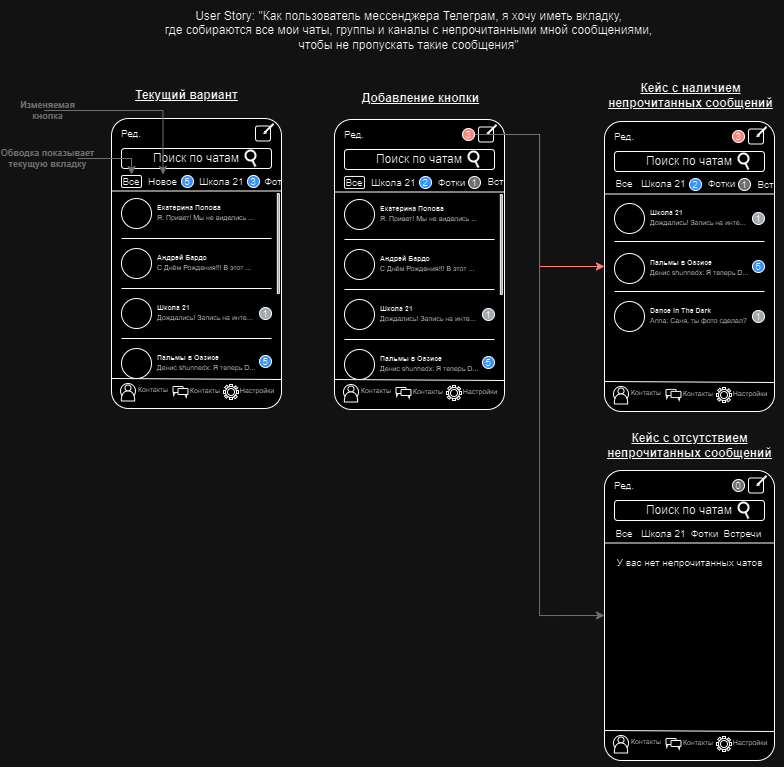 User Story: "Как пользователь мессенджера Телеграм, я хочу иметь вкладку,
где собираются все мои чаты, группы и каналы с непрочитанными мной сообщениями,
чтобы не пропускать такие сообщения"
Текущий вариант
Изменяемая
кнопка
Обводка показывает
текущую вкладку
Ред.
Поиск по чатам
Все Новое 5 Школа 21 3 Фот
Екатерина Попова
Я: Привет! Мы не виделись ...
Андрей Бардо
С Днём Рождения!!! В этот ...
Школа 21
Дождались! Запись на инте... 1
Пальмы в Оазисе
Денис shunnedx: Я теперь D... 5
Контакты Контакты Настройки
Добавление кнопки
Ред. 3
Поиск по чатам
Все Школа 21 2 Фотки 1 Вст
Екатерина Попова
Я: Привет! Мы не виделись ...
Андрей Бардо
С Днём Рождения!!! В этот ...
Школа 21
Дождались! Запись на инте... 1
Пальмы в Оазисе
Денис shunnedx: Я теперь D... 5
Контакты Контакты Настройки
Кейс с наличием
непрочитанных сообщений
Ред. 3
Поиск по чатам
Все Школа 21 2 Фотки 1 Вст
Школа 21
Дождались! Запись на инте... 1
Пальмы в Оазисе
Денис shunnedx: Я теперь D... 5
Dance In The Dark
Anna: Саня, ты фото сделал? 1
Контакты Контакты Настройки
Кейс с отсутствием
непрочитанных сообщений
Ред. 0
Поиск по чатам
Все Школа 21 Фотки Встречи
У вас нет непрочитанных чатов
Контакты Контакты Настройки